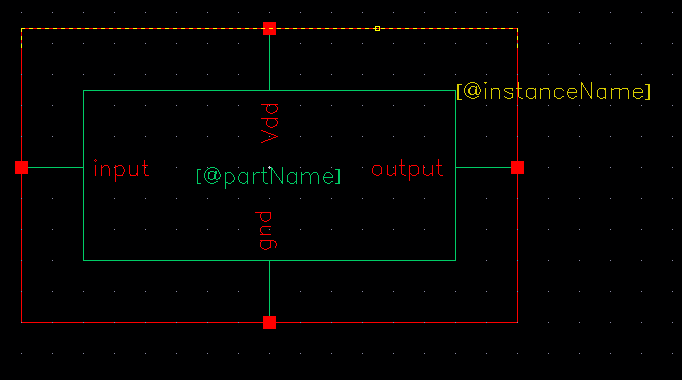 Vdd
[@instanceName]
input
[@partName]
output
gnd